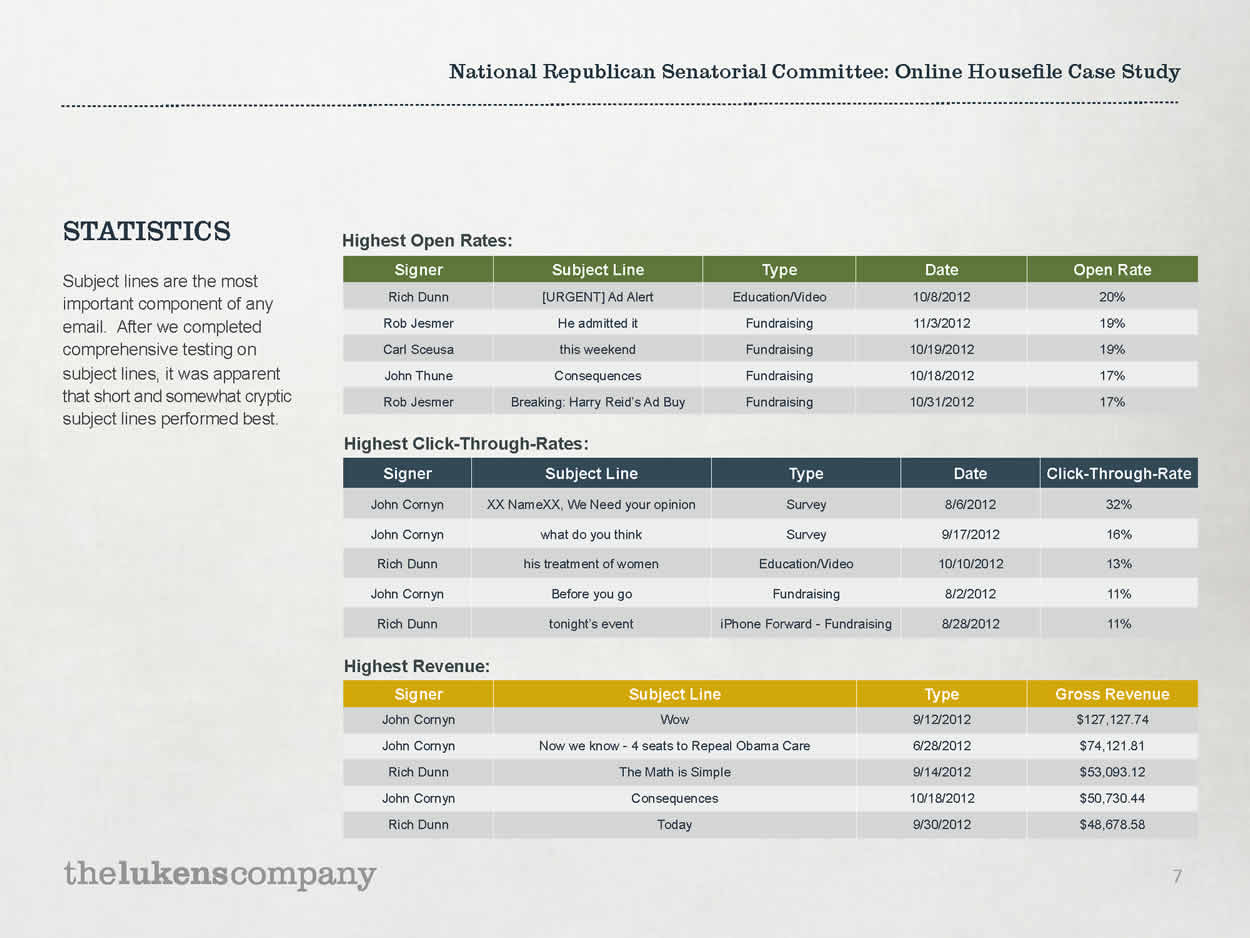 National Republican Senatorial Committee: Online Housefile Case Study
STATISTICS
Subject lines are the most
important component of any
email. After we completed
comprehensive testing on
subject lines, it was apparent
that short and somewhat cryptic
subject lines performed best.
Highest Open Rates:
Signer Subject Line Type Date Open Rate
Rich Dunn [URGENT] Ad Alert Education/Video 10/8/2012 20%
Rob Jesmer He admitted it Fundraising 11/3/2012 19%
Carl Sceusa this weekend Fundraising 10/19/2012 19%
John Thune Consequences Fundraising 10/18/2012 17%
Rob Jesmer Breaking: Harry Reid's Ad Buy Fundraising 10/31/2012 17%
Highest Click-Through-Rates:
Signer Subject Line Type Date Click-Through-Rate
John Cornyn XX NameXX, We Need your opinion Survey 8/6/2012 32%
John Cornyn what do you think Survey 9/17/2012 16%
Rich Dunn his treatment of women Education/Video 10/10/2012 13%
John Cornyn Before you go Fundraising 8/2/2012 11%
Rich Dunn tonight's event iPhone Forward - Fundraising 8/28/2012 11%
Highest Revenue:
Signer Subject Line Type Gross Revenue
John Cornyn Wow 9/12/2012 $127,127.74
John Cornyn Now we know - 4 seats to Repeal Obama Care 6/28/2012 $74,121.81
Rich Dunn The Math is Simple 9/14/2012 $53,093.12
John Cornyn Consequences 10/18/2012 $50,730.44
Rich Dunn Today 9/30/2012 $48,678.58
thelukenscompany
7